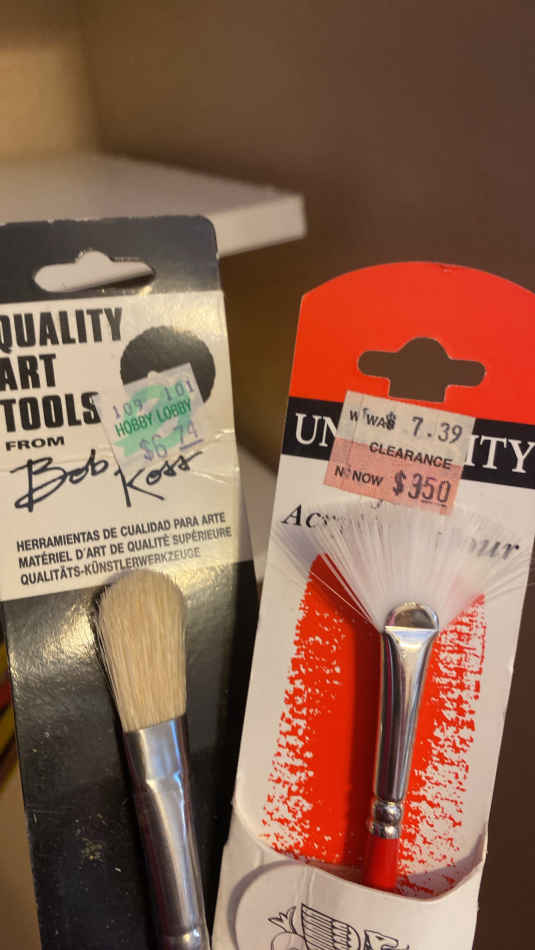 QUALITY
ART
TOOLS
FROM
Bob Ross
HERRAMIENTAS DE CUALIDAD PARA ARTE
MATÉRIEL D'ART DE QUALITÉ SUPÉRIEURE
QUALITÄTS-KÜNSTLERWERKZEUGE
109 101
HOBBY LOBBY
$6.74
WAS 7.39
CLEARANCE
NOW $350